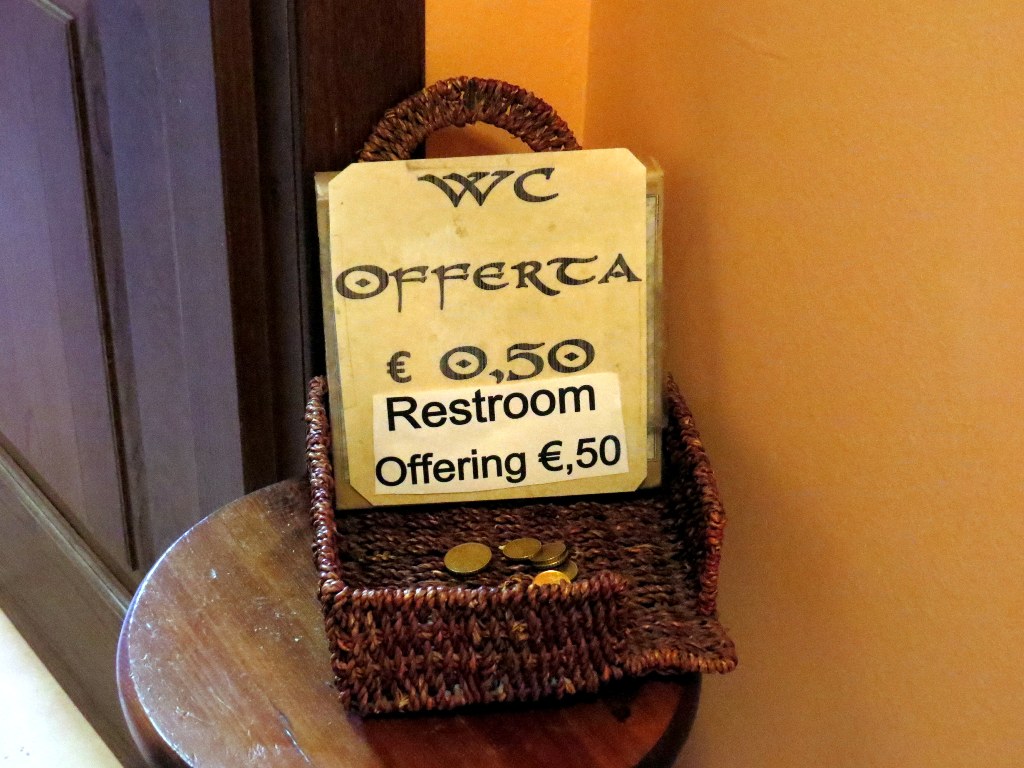 WC
OFFERTA
€ 0,50
Restroom
Offering €,50